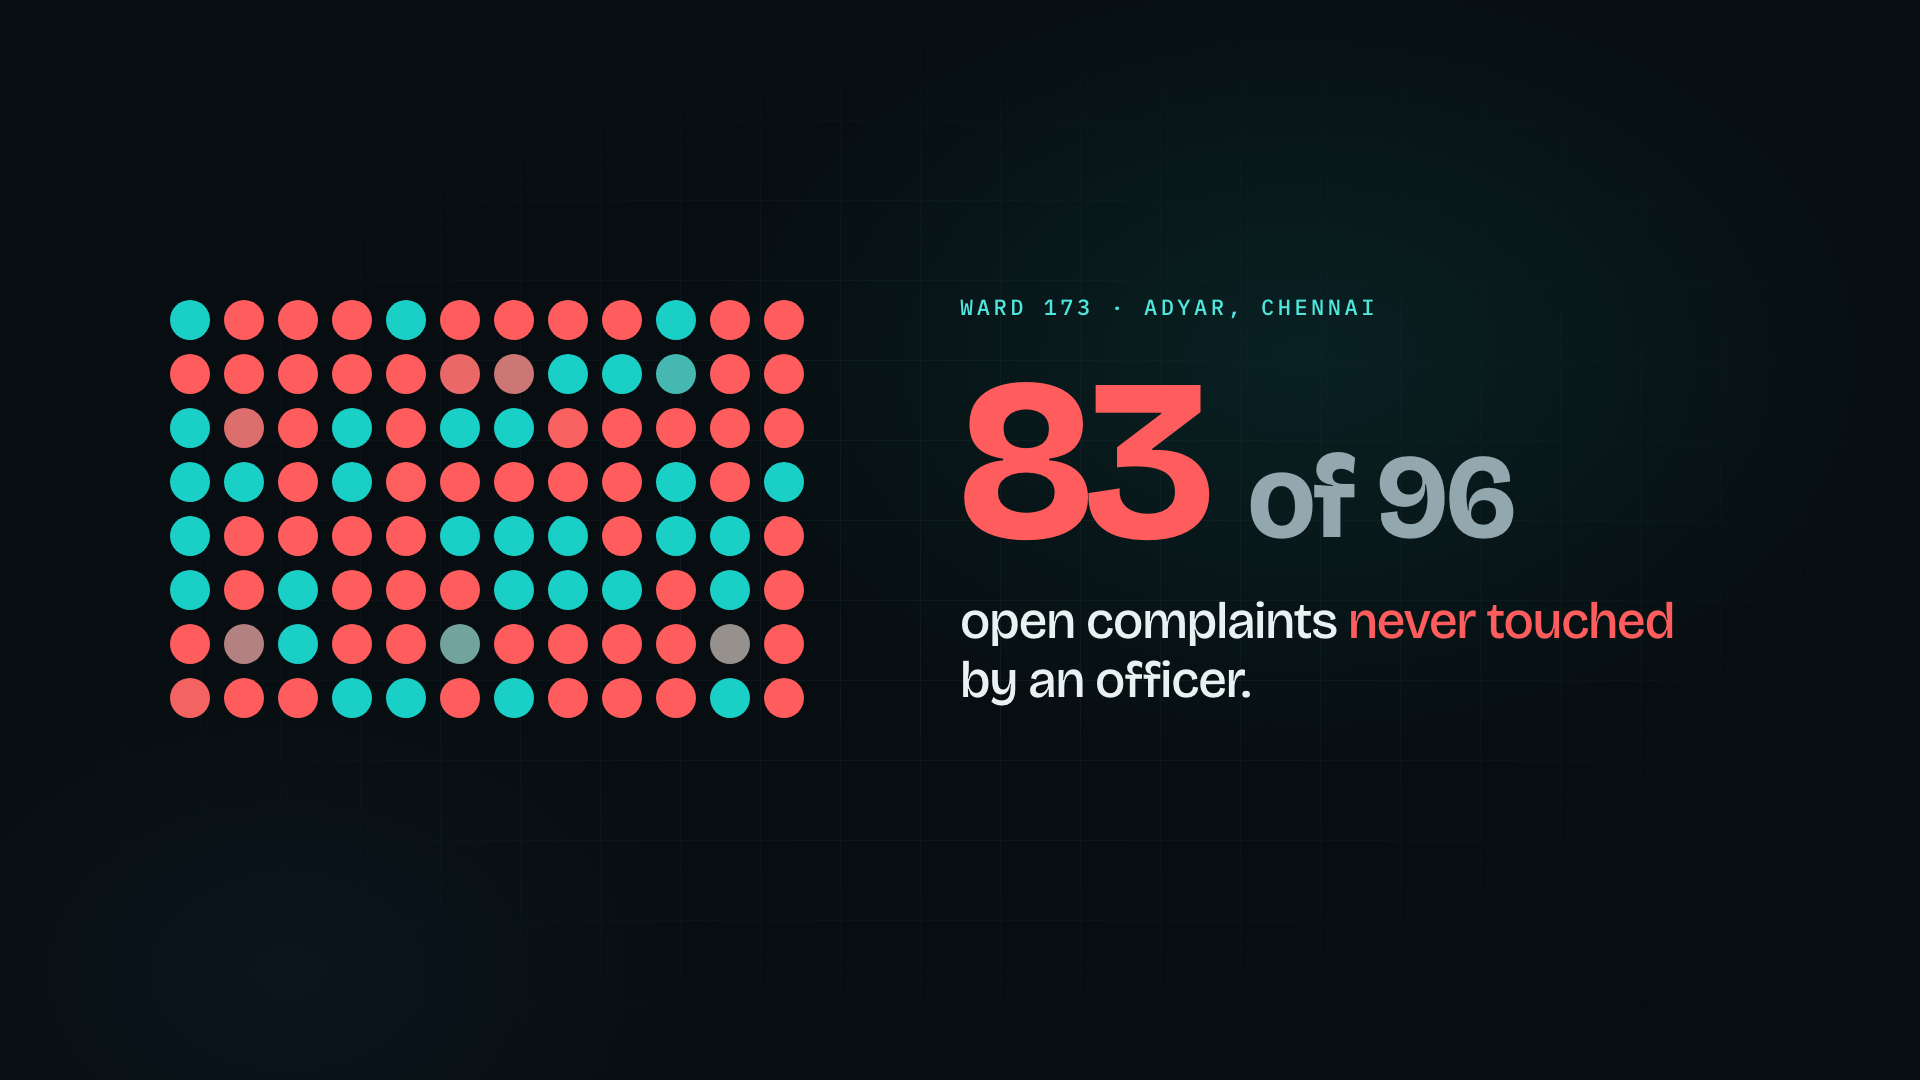 WARD 173 · ADYAR, CHENNAI
83 of 96
open complaints never touched
by an officer.